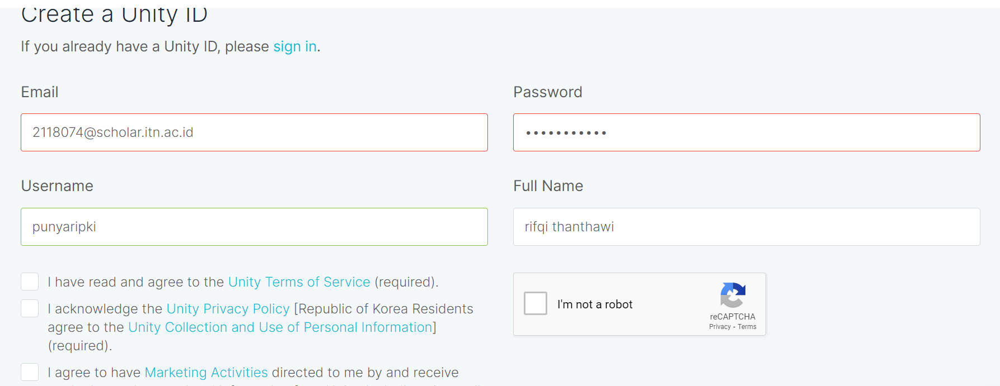 Create a Unity ID
If you already have a Unity ID, please sign in.
Email
Password
2118074@scholar.itn.ac.id
•••••••••••
Username
Full Name
punyaripki
rifqi thanthawi
I have read and agree to the Unity Terms of Service (required).
I acknowledge the Unity Privacy Policy [Republic of Korea Residents
agree to the Unity Collection and Use of Personal Information]
(required).
I'm not a robot
reCAPTCHA
Privacy - Terms
I agree to have Marketing Activities directed to me by and receive